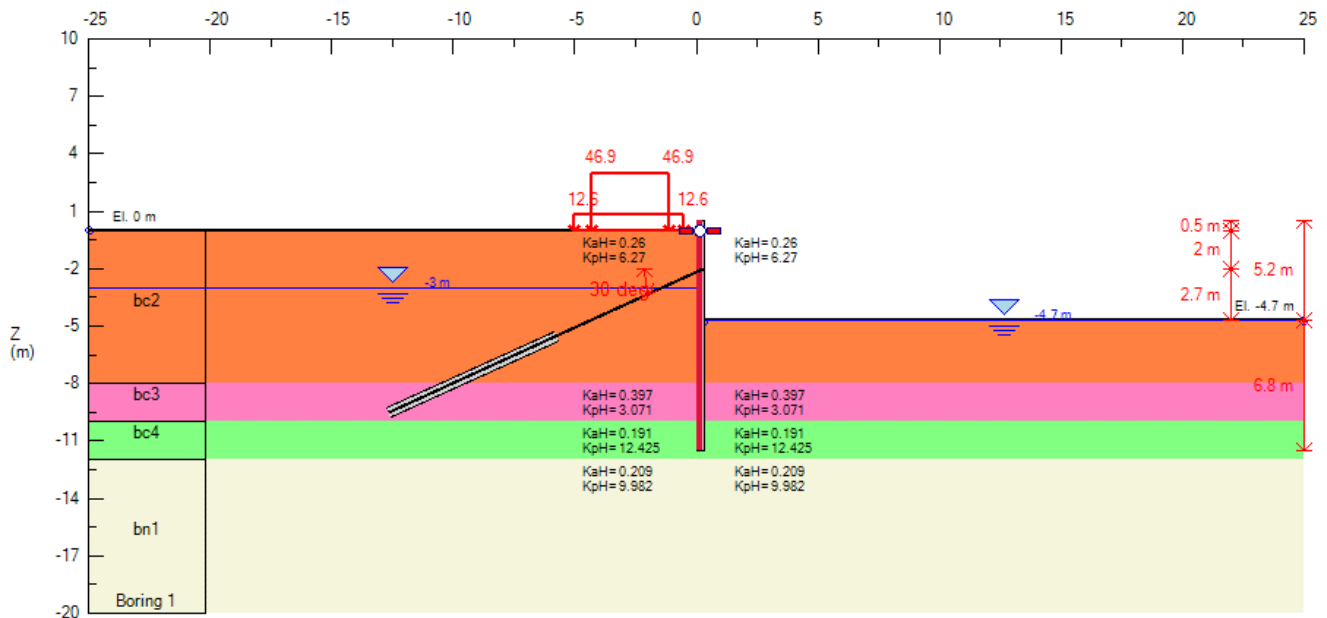 -25 -20 -15 -10 -5 0 5 10 15 20 25
10
7
4
1
-2
-5
-8
-11
-14
-17
-20
Z
(m)
46.9 46.9
12.6 12.6
El. 0 m
KaH= 0.26
KpH= 6.27
KaH= 0.26
KpH= 6.27
0.5 m
2 m
5.2 m
2.7 m
-3 m
30 deg
bc2
-4.7 m
El. -4.7 m
bc3
KaH= 0.397
KpH= 3.071
KaH= 0.397
KpH= 3.071
6.8 m
bc4
KaH= 0.191
KpH= 12.425
KaH= 0.191
KpH= 12.425
KaH= 0.209
KpH= 9.982
KaH= 0.209
KpH= 9.982
bn1
Boring 1